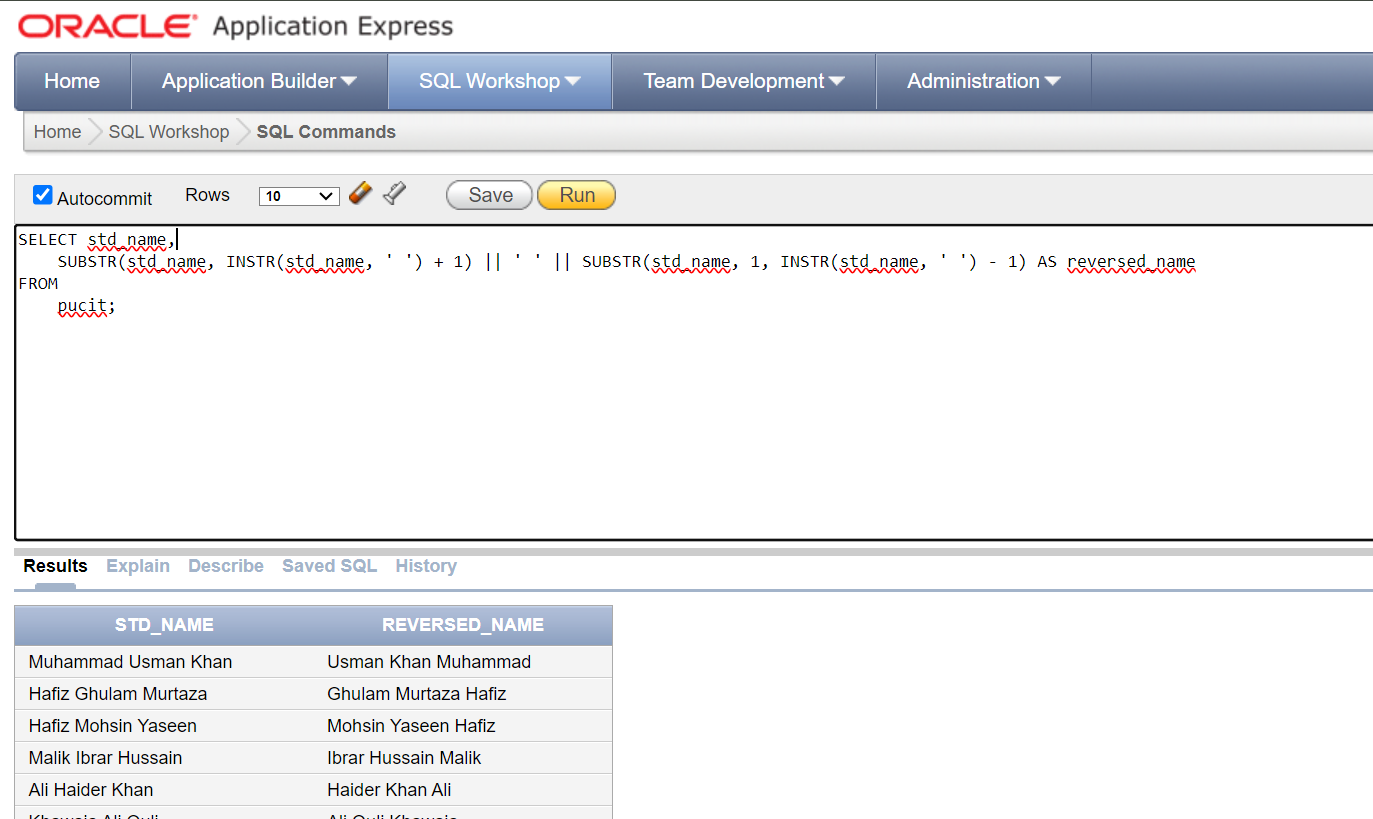 ORACLE Application Express
Home Application Builder SQL Workshop Team Development Administration
Home SQL Workshop SQL Commands
Autocommit Rows 10 Save Run
SELECT std_name,
SUBSTR(std_name, INSTR(std_name, ' ') + 1) || ' ' || SUBSTR(std_name, 1, INSTR(std_name, ' ') - 1) AS reversed_name
FROM
pucit;
Results Explain Describe Saved SQL History
STD_NAME REVERSED_NAME
Muhammad Usman Khan Usman Khan Muhammad
Hafiz Ghulam Murtaza Ghulam Murtaza Hafiz
Hafiz Mohsin Yaseen Mohsin Yaseen Hafiz
Malik Ibrar Hussain Ibrar Hussain Malik
Ali Haider Khan Haider Khan Ali